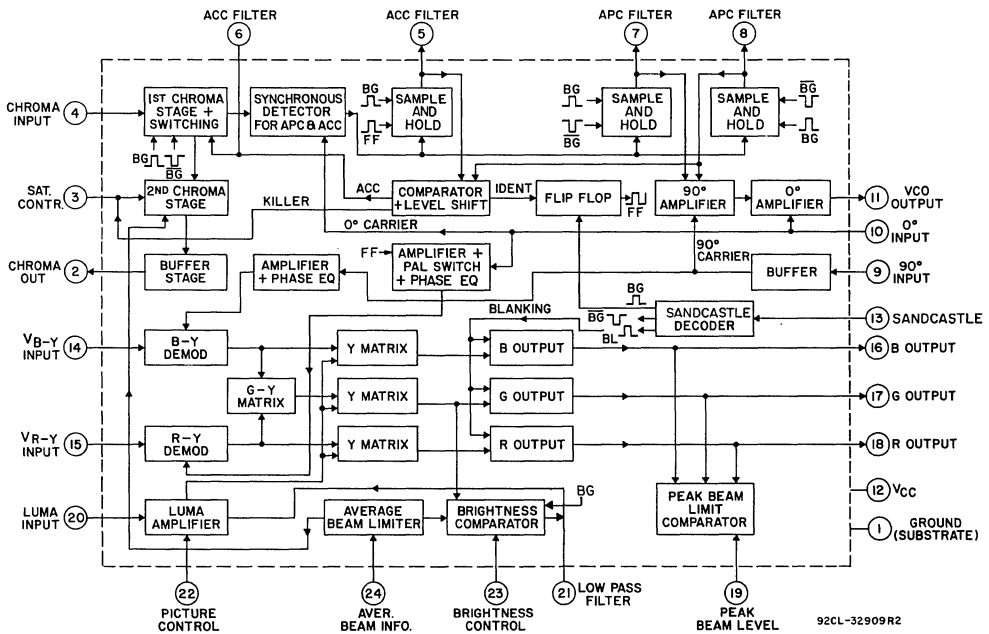 ACC FILTER
6
ACC FILTER
5
APC FILTER
7
APC FILTER
8
CHROMA
INPUT
4
1ST CHROMA
STAGE +
SWITCHING
SYNCHRONOUS
DETECTOR
FOR APC & ACC
BG
FF
SAMPLE
AND
HOLD
BG
B̅G̅
SAMPLE
AND
HOLD
SAMPLE
AND
HOLD
B̅G̅
BG
BG
B̅G̅
SAT.
CONTR.
3
2ND CHROMA
STAGE
KILLER
ACC
COMPARATOR
+ LEVEL SHIFT
IDENT
FLIP FLOP
FF
90°
AMPLIFIER
0°
AMPLIFIER
11
VCO
OUTPUT
0° CARRIER
10
0°
INPUT
CHROMA
OUT
2
BUFFER
STAGE
AMPLIFIER
+ PHASE EQ
FF
AMPLIFIER +
PAL SWITCH
+ PHASE EQ
90°
CARRIER
BUFFER
9
90°
INPUT
BG
BLANKING
B̅G̅
BL
SANDCASTLE
DECODER
13
SANDCASTLE
VB-Y
INPUT
14
B-Y
DEMOD
Y MATRIX
B OUTPUT
16
B OUTPUT
G-Y
MATRIX
Y MATRIX
G OUTPUT
17
G OUTPUT
VR-Y
INPUT
15
R-Y
DEMOD
Y MATRIX
R OUTPUT
18
R OUTPUT
LUMA
INPUT
20
LUMA
AMPLIFIER
AVERAGE
BEAM LIMITER
BRIGHTNESS
COMPARATOR
BG
PEAK BEAM
LIMIT
COMPARATOR
12
VCC
1
GROUND
(SUBSTRATE)
22
PICTURE
CONTROL
24
AVER.
BEAM INFO.
23
BRIGHTNESS
CONTROL
21
LOW PASS
FILTER
19
PEAK
BEAM LEVEL
92CL-32909R2